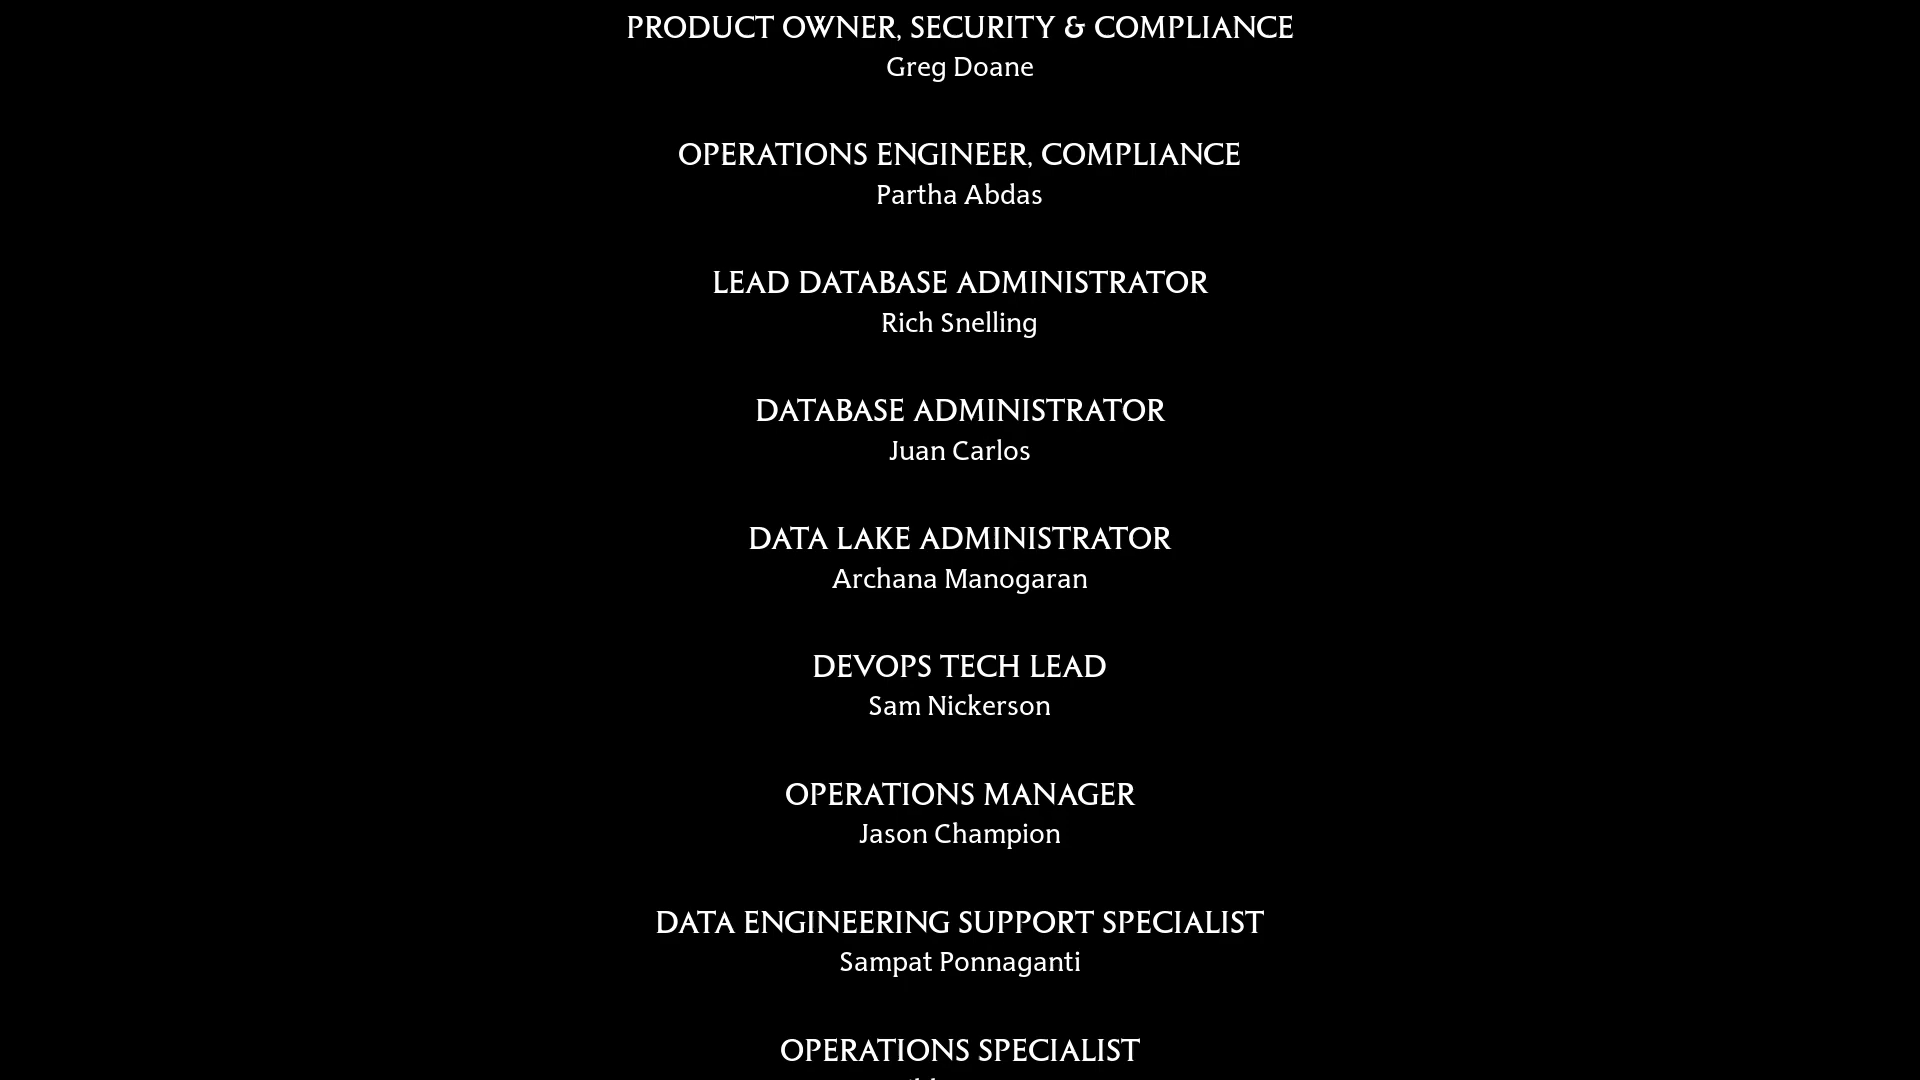 PRODUCT OWNER, SECURITY & COMPLIANCE
Greg Doane
OPERATIONS ENGINEER, COMPLIANCE
Partha Abdas
LEAD DATABASE ADMINISTRATOR
Rich Snelling
DATABASE ADMINISTRATOR
Juan Carlos
DATA LAKE ADMINISTRATOR
Archana Manogaran
DEVOPS TECH LEAD
Sam Nickerson
OPERATIONS MANAGER
Jason Champion
DATA ENGINEERING SUPPORT SPECIALIST
Sampat Ponnaganti
OPERATIONS SPECIALIST